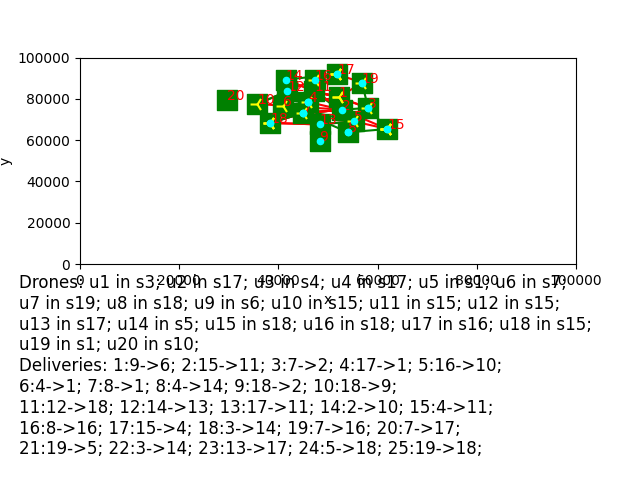 100000
80000
60000
40000
20000
0
y
17
19
20
15
0 20000 60000
x
Drones: u1 in s3; u2 in s17; u3 in s4; u4 in s17; u5 in s1; u6 in s7;
u7 in s19; u8 in s18; u9 in s6; u10 in s15; u11 in s15; u12 in s15;
u13 in s17; u14 in s5; u15 in s18; u16 in s18; u17 in s16; u18 in s15;
u19 in s1; u20 in s10;
Deliveries: 1:9->6; 2:15->11; 3:7->2; 4:17->1; 5:16->10;
6:4->1; 7:8->1; 8:4->14; 9:18->2; 10:18->9;
11:12->18; 12:14->13; 13:17->11; 14:2->10; 15:4->11;
16:8->16; 17:15->4; 18:3->14; 19:7->16; 20:7->17;
21:19->5; 22:3->14; 23:13->17; 24:5->18; 25:19->18;